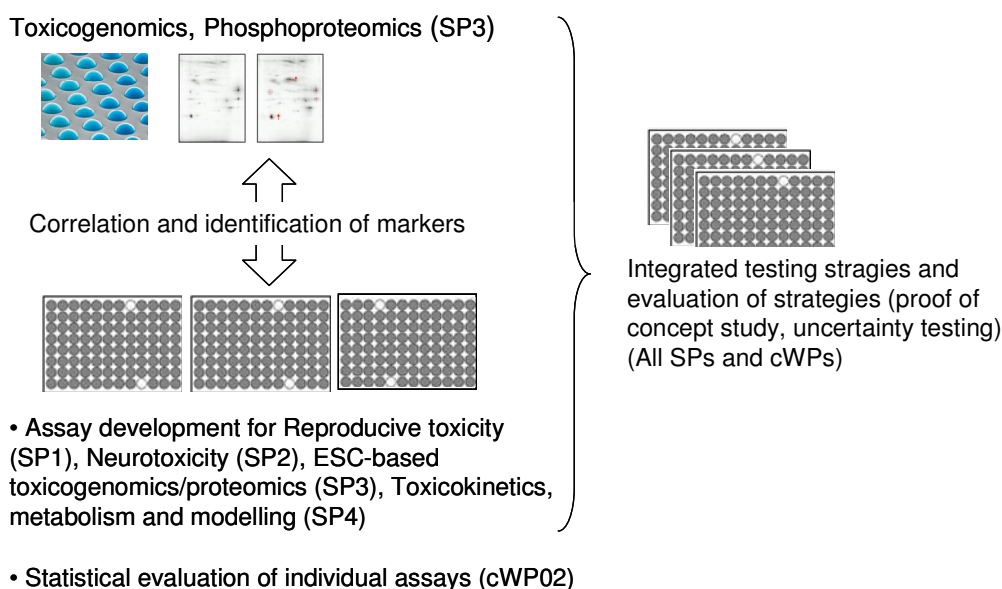 Toxicogenomics, Phosphoproteomics (SP3)
Correlation and identification of markers
• Assay development for Reproducive toxicity
(SP1), Neurotoxicity (SP2), ESC-based
toxicogenomics/proteomics (SP3), Toxicokinetics,
metabolism and modelling (SP4)
• Statistical evaluation of individual assays (cWP02)
Integrated testing stragies and
evaluation of strategies (proof of
concept study, uncertainty testing)
(All SPs and cWPs)